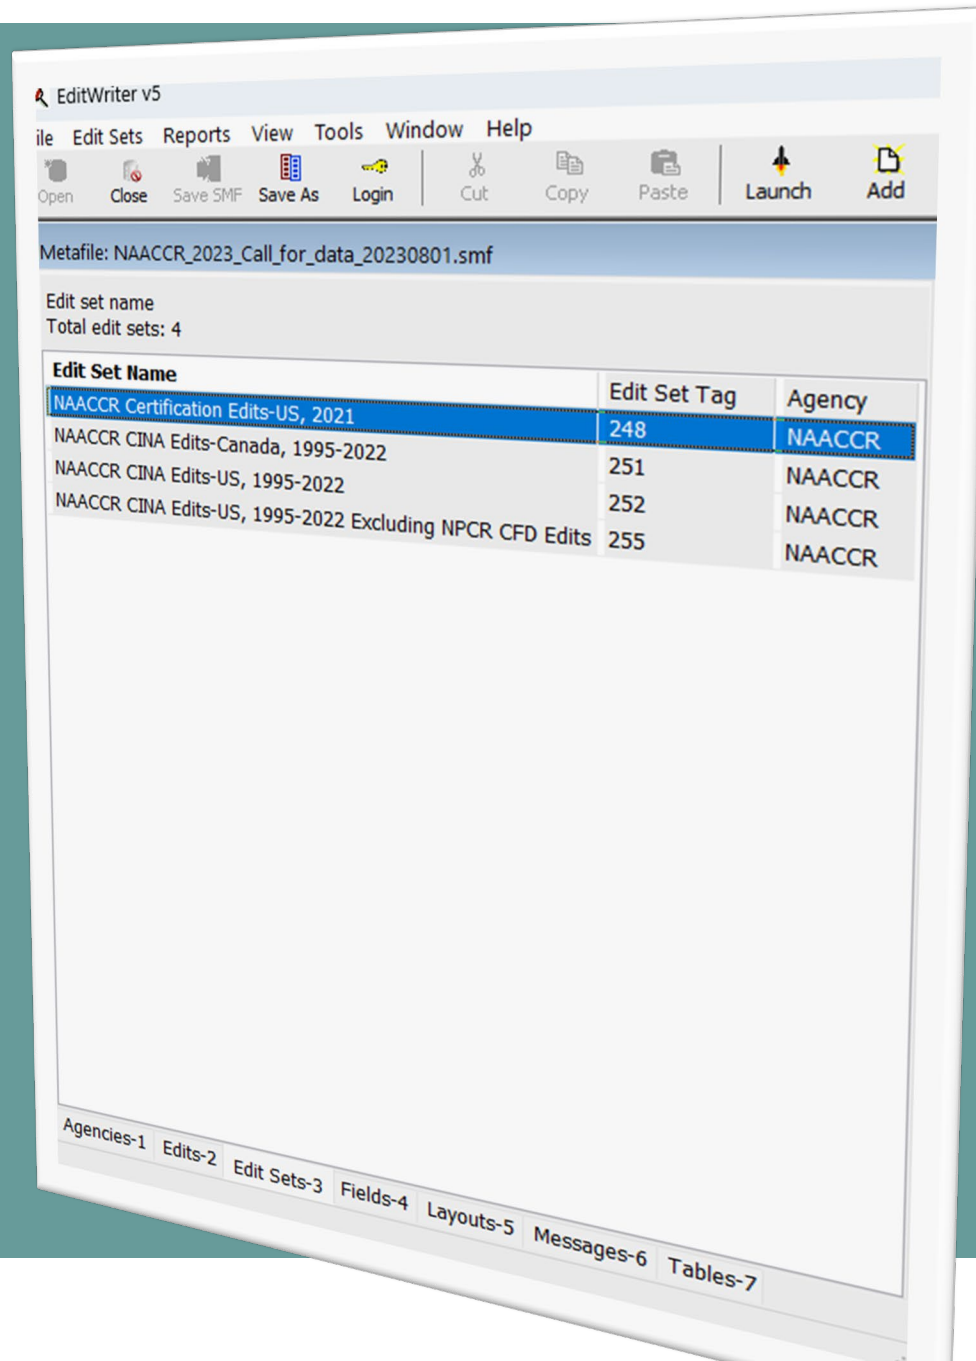 EditWriter v5
ile Edit Sets Reports View Tools Window Help
Open Close Save SMF Save As Login Cut Copy Paste Launch Add
Metafile: NAACCR_2023_Call_for_data_20230801.smf
Edit set name
Total edit sets: 4
Edit Set Name Edit Set Tag Agency
NAACCR Certification Edits-US, 2021 248 NAACCR
NAACCR CINA Edits-Canada, 1995-2022 251 NAACCR
NAACCR CINA Edits-US, 1995-2022 252 NAACCR
NAACCR CINA Edits-US, 1995-2022 Excluding NPCR CFD Edits 255 NAACCR
Agencies-1 Edits-2 Edit Sets-3 Fields-4 Layouts-5 Messages-6 Tables-7